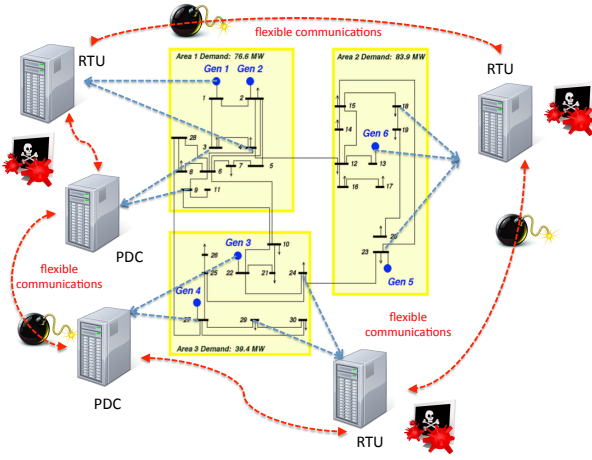 flexible communications
RTU
RTU
Area 1 Demand: 76.6 MW
Area 2 Demand: 83.9 MW
Gen 1
Gen 2
1
2
3
4
28
8
6
7
5
9
11
15
18
14
19
Gen 6
12
13
16
17
20
23
Gen 5
10
Gen 3
26
25
22
21
24
Gen 4
27
29
30
Area 3 Demand: 39.4 MW
PDC
flexible
communications
PDC
flexible
communications
RTU